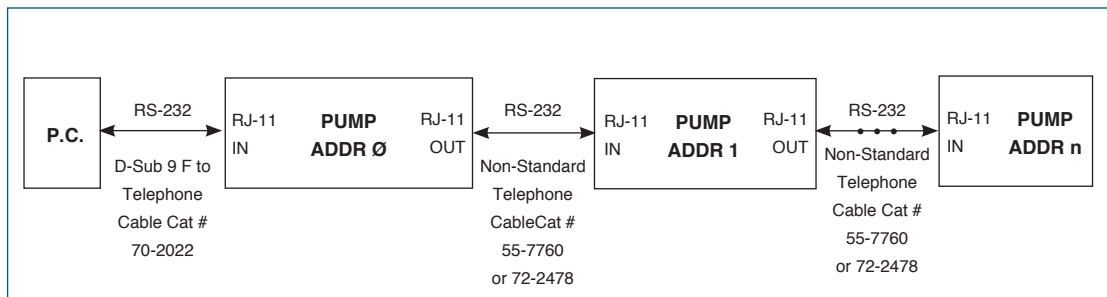 P.C.
RS-232
D-Sub 9 F to
Telephone
Cable Cat #
70-2022
RJ-11
IN
PUMP
ADDR Ø
RJ-11
OUT
RS-232
Non-Standard
Telephone
CableCat #
55-7760
or 72-2478
RJ-11
IN
PUMP
ADDR 1
RJ-11
OUT
RS-232
Non-Standard
Telephone
Cable Cat #
55-7760
or 72-2478
RJ-11
IN
PUMP
ADDR n